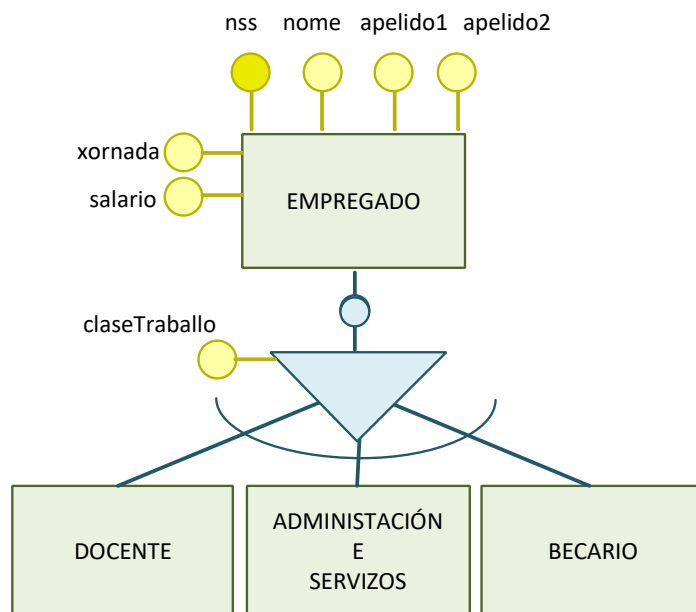 nss nome apelido1 apelido2
xornada
salario
EMPREGADO
claseTraballo
DOCENTE
ADMINISTACIÓN
E
SERVIZOS
BECARIO